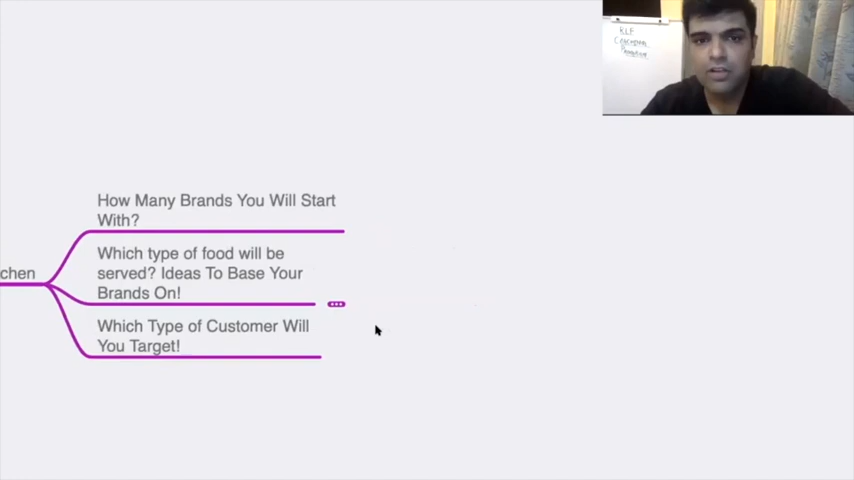 How Many Brands You Will Start
With?
Which type of food will be
served? Ideas To Base Your
Brands On!
chen
Which Type of Customer Will
You Target!